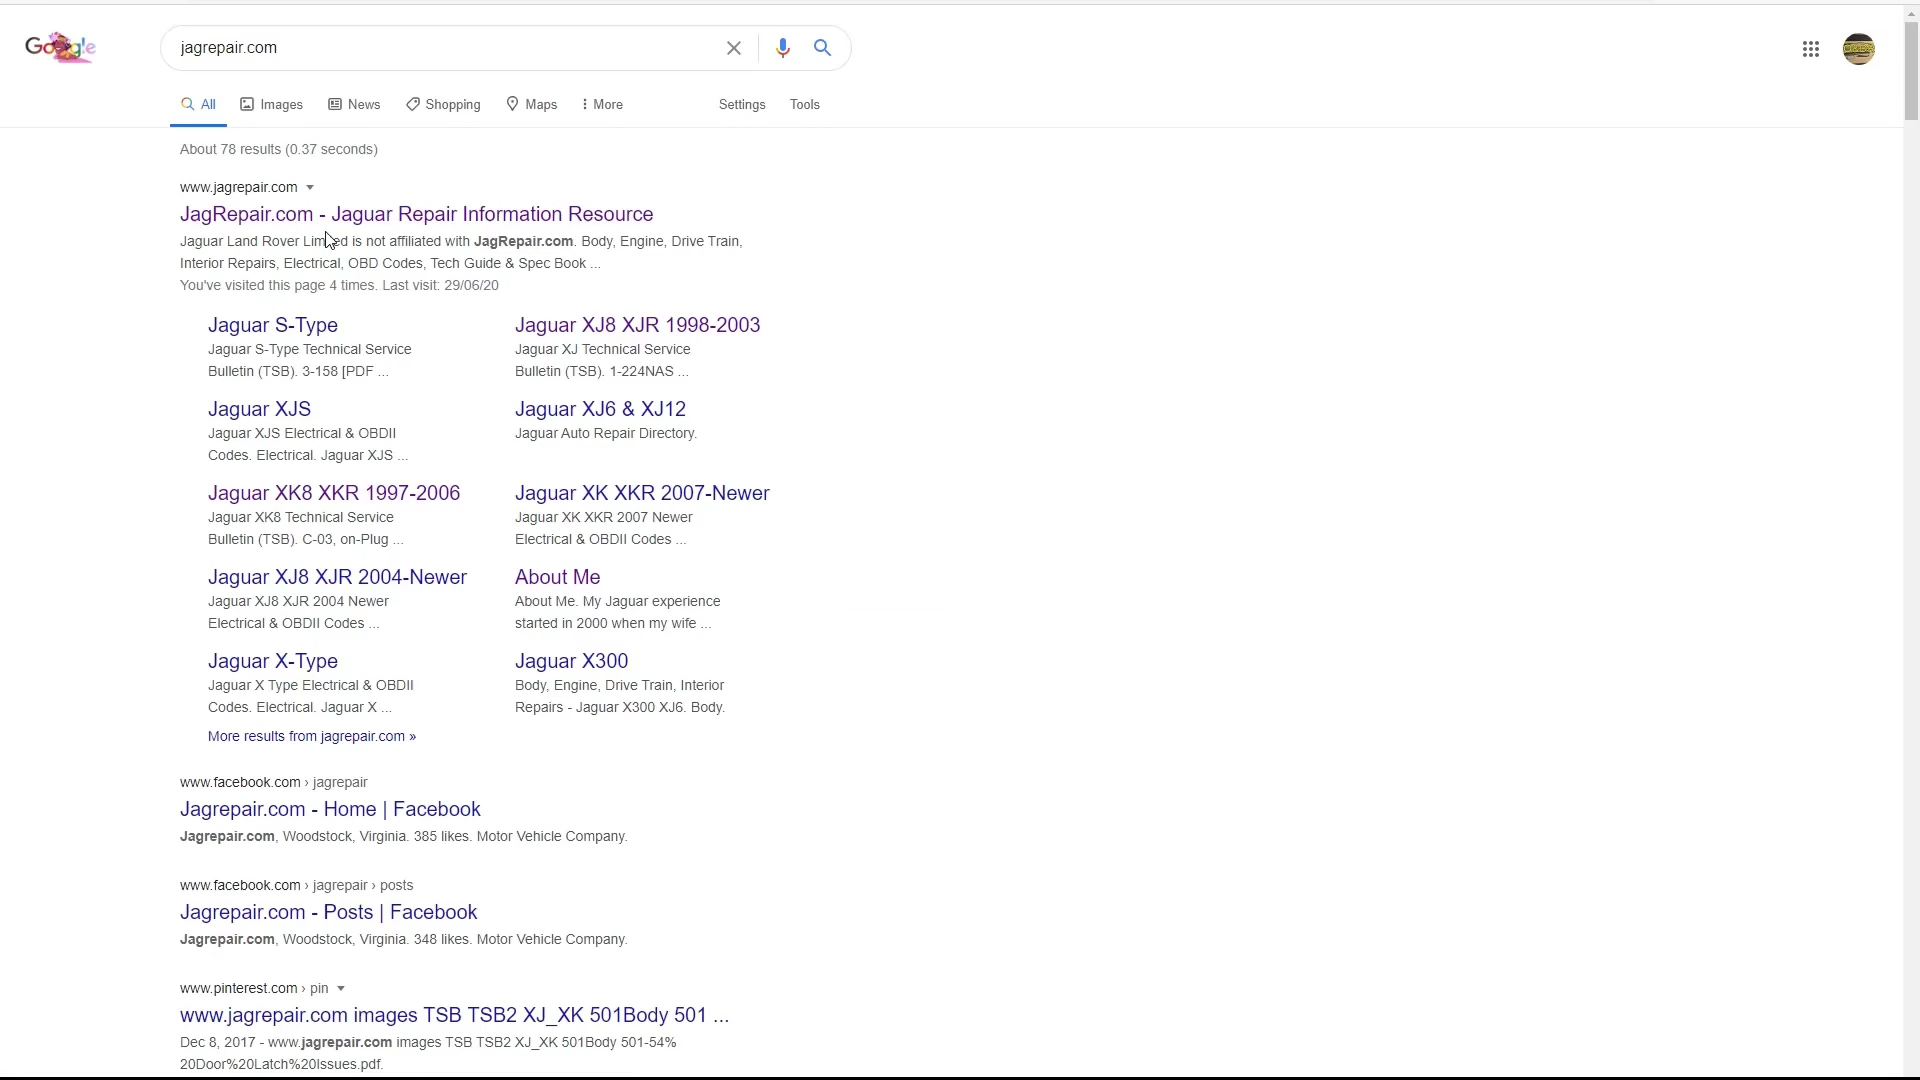 Google
jagrepair.com
All Images News Shopping Maps More Settings Tools
About 78 results (0.37 seconds)
www.jagrepair.com
JagRepair.com - Jaguar Repair Information Resource
Jaguar Land Rover Limited is not affiliated with JagRepair.com. Body, Engine, Drive Train,
Interior Repairs, Electrical, OBD Codes, Tech Guide & Spec Book ...
You've visited this page 4 times. Last visit: 29/06/20
Jaguar S-Type
Jaguar S-Type Technical Service
Bulletin (TSB). 3-158 [PDF ...
Jaguar XJ8 XJR 1998-2003
Jaguar XJ Technical Service
Bulletin (TSB). 1-224NAS ...
Jaguar XJS
Jaguar XJS Electrical & OBDII
Codes. Electrical. Jaguar XJS ...
Jaguar XJ6 & XJ12
Jaguar Auto Repair Directory.
Jaguar XK8 XKR 1997-2006
Jaguar XK8 Technical Service
Bulletin (TSB). C-03, on-Plug ...
Jaguar XK XKR 2007-Newer
Jaguar XK XKR 2007 Newer
Electrical & OBDII Codes ...
Jaguar XJ8 XJR 2004-Newer
Jaguar XJ8 XJR 2004 Newer
Electrical & OBDII Codes ...
About Me
About Me. My Jaguar experience
started in 2000 when my wife ...
Jaguar X-Type
Jaguar X Type Electrical & OBDII
Codes. Electrical. Jaguar X ...
Jaguar X300
Body, Engine, Drive Train, Interior
Repairs - Jaguar X300 XJ6. Body.
More results from jagrepair.com »
www.facebook.com › jagrepair
Jagrepair.com - Home | Facebook
Jagrepair.com, Woodstock, Virginia. 385 likes. Motor Vehicle Company.
www.facebook.com › jagrepair › posts
Jagrepair.com - Posts | Facebook
Jagrepair.com, Woodstock, Virginia. 348 likes. Motor Vehicle Company.
www.pinterest.com › pin
www.jagrepair.com images TSB TSB2 XJ_XK 501Body 501 ...
Dec 8, 2017 - www.jagrepair.com images TSB TSB2 XJ_XK 501Body 501-54%
20Door%20Latch%20Issues.pdf.